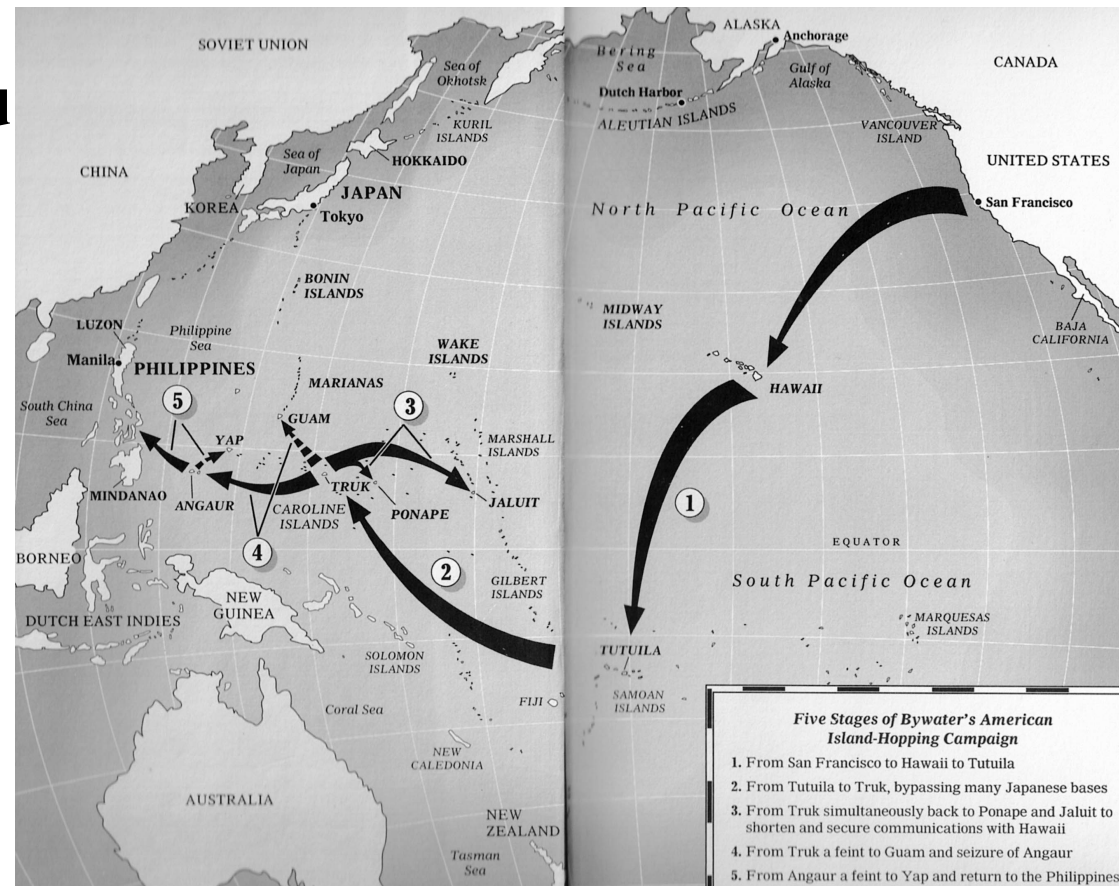 SOVIET UNION
Sea of
Okhotsk
KURIL
ISLANDS
CHINA
Sea of
Japan
HOKKAIDO
JAPAN
KOREA
Tokyo
BONIN
ISLANDS
LUZON
Philippine
Sea
Manila
PHILIPPINES
WAKE
ISLANDS
MARIANAS
5
3
South China
Sea
GUAM
YAP
MARSHALL
ISLANDS
MINDANAO
ANGAUR
TRUK
CAROLINE
ISLANDS
PONAPE
JALUIT
4
2
BORNEO
NEW
GUINEA
GILBERT
ISLANDS
DUTCH EAST INDIES
SOLOMON
ISLANDS
FIJI
Coral Sea
NEW
CALEDONIA
AUSTRALIA
NEW
ZEALAND
Tasman
Sea
ALASKA
Anchorage
Bering
Sea
Gulf of
Alaska
CANADA
Dutch Harbor
ALEUTIAN ISLANDS
VANCOUVER
ISLAND
UNITED STATES
San Francisco
North Pacific Ocean
MIDWAY
ISLANDS
BAJA
CALIFORNIA
HAWAII
1
EQUATOR
South Pacific Ocean
MARQUESAS
ISLANDS
TUTUILA
SAMOAN
ISLANDS
Five Stages of Bywater's American
Island-Hopping Campaign
1. From San Francisco to Hawaii to Tutuila
2. From Tutuila to Truk, bypassing many Japanese bases
3. From Truk simultaneously back to Ponape and Jaluit to
shorten and secure communications with Hawaii
4. From Truk a feint to Guam and seizure of Angaur
5. From Angaur a feint to Yap and return to the Philippines